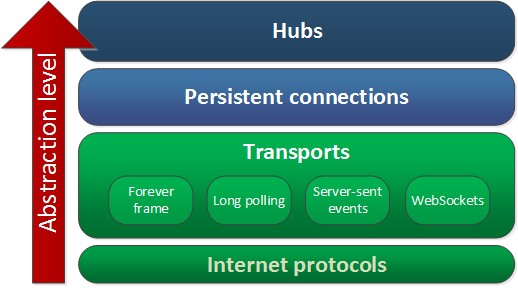 Abstraction level
Hubs
Persistent connections
Transports
Forever
frame
Long polling
Server-sent
events
WebSockets
Internet protocols